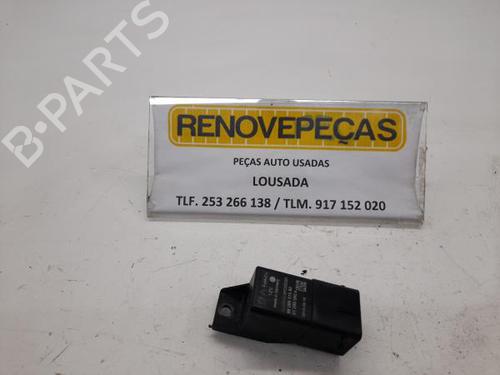 B-PARTS
RENOVEPEÇAS
PEÇAS AUTO USADAS
LOUSADA
TLF. 253 266 138 / TLM. 917 152 020